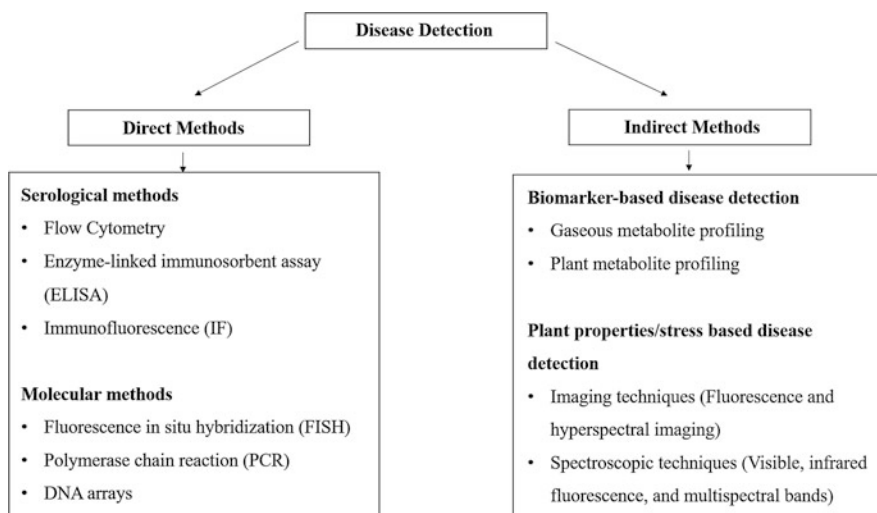 Disease Detection
Direct Methods
Indirect Methods
Serological methods
• Flow Cytometry
• Enzyme-linked immunosorbent assay
(ELISA)
• Immunofluorescence (IF)
Molecular methods
• Fluorescence in situ hybridization (FISH)
• Polymerase chain reaction (PCR)
• DNA arrays
Biomarker-based disease detection
• Gaseous metabolite profiling
• Plant metabolite profiling
Plant properties/stress based disease
detection
• Imaging techniques (Fluorescence and
hyperspectral imaging)
• Spectroscopic techniques (Visible, infrared
fluorescence, and multispectral bands)